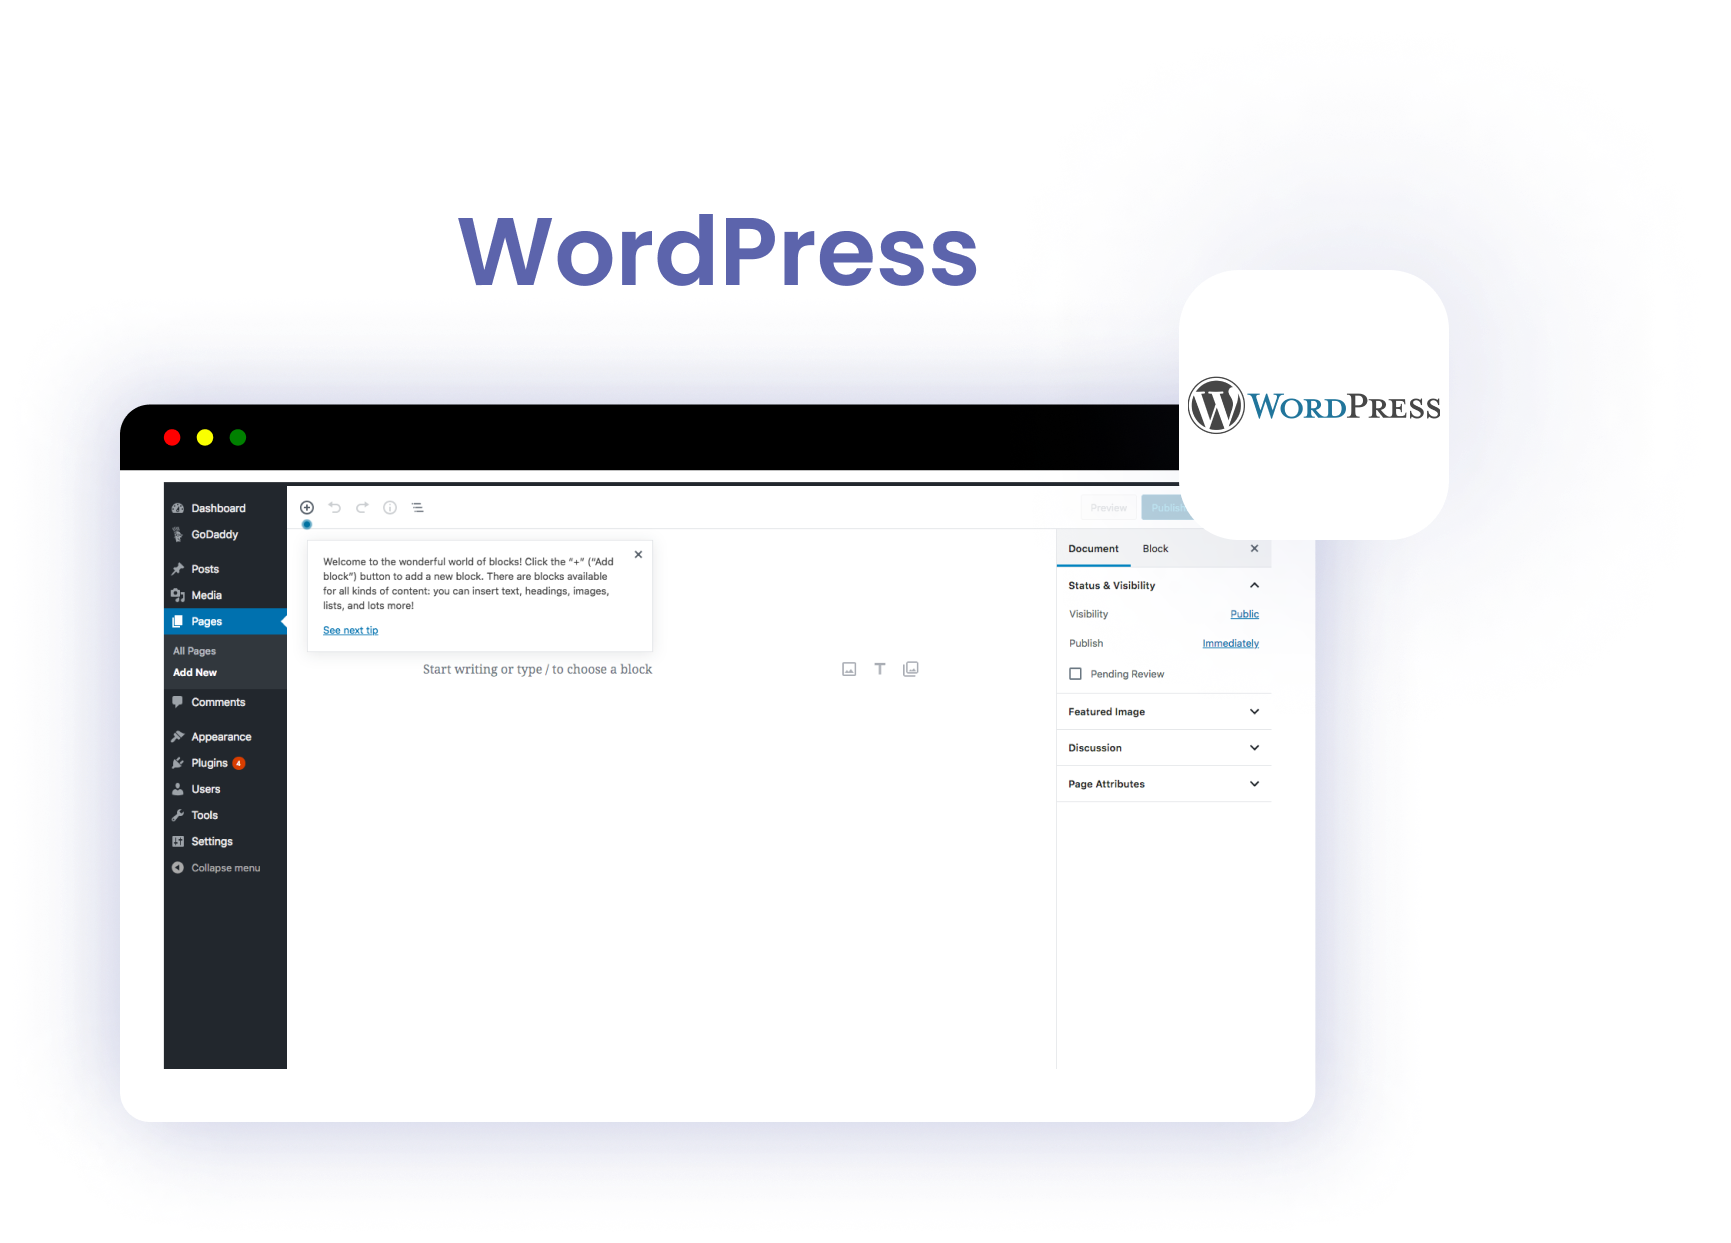 WordPress
WORDPRESS
Dashboard
GoDaddy
Posts
Media
Pages
All Pages
Add New
Comments
Appearance
Plugins 4
Users
Tools
Settings
Collapse menu
Preview
Publish
Welcome to the wonderful world of blocks! Click the “+” (“Add
block”) button to add a new block. There are blocks available
for all kinds of content: you can insert text, headings, images,
lists, and lots more!
See next tip
Start writing or type / to choose a block
T
Document Block
Status & Visibility
Visibility Public
Publish Immediately
Pending Review
Featured Image
Discussion
Page Attributes